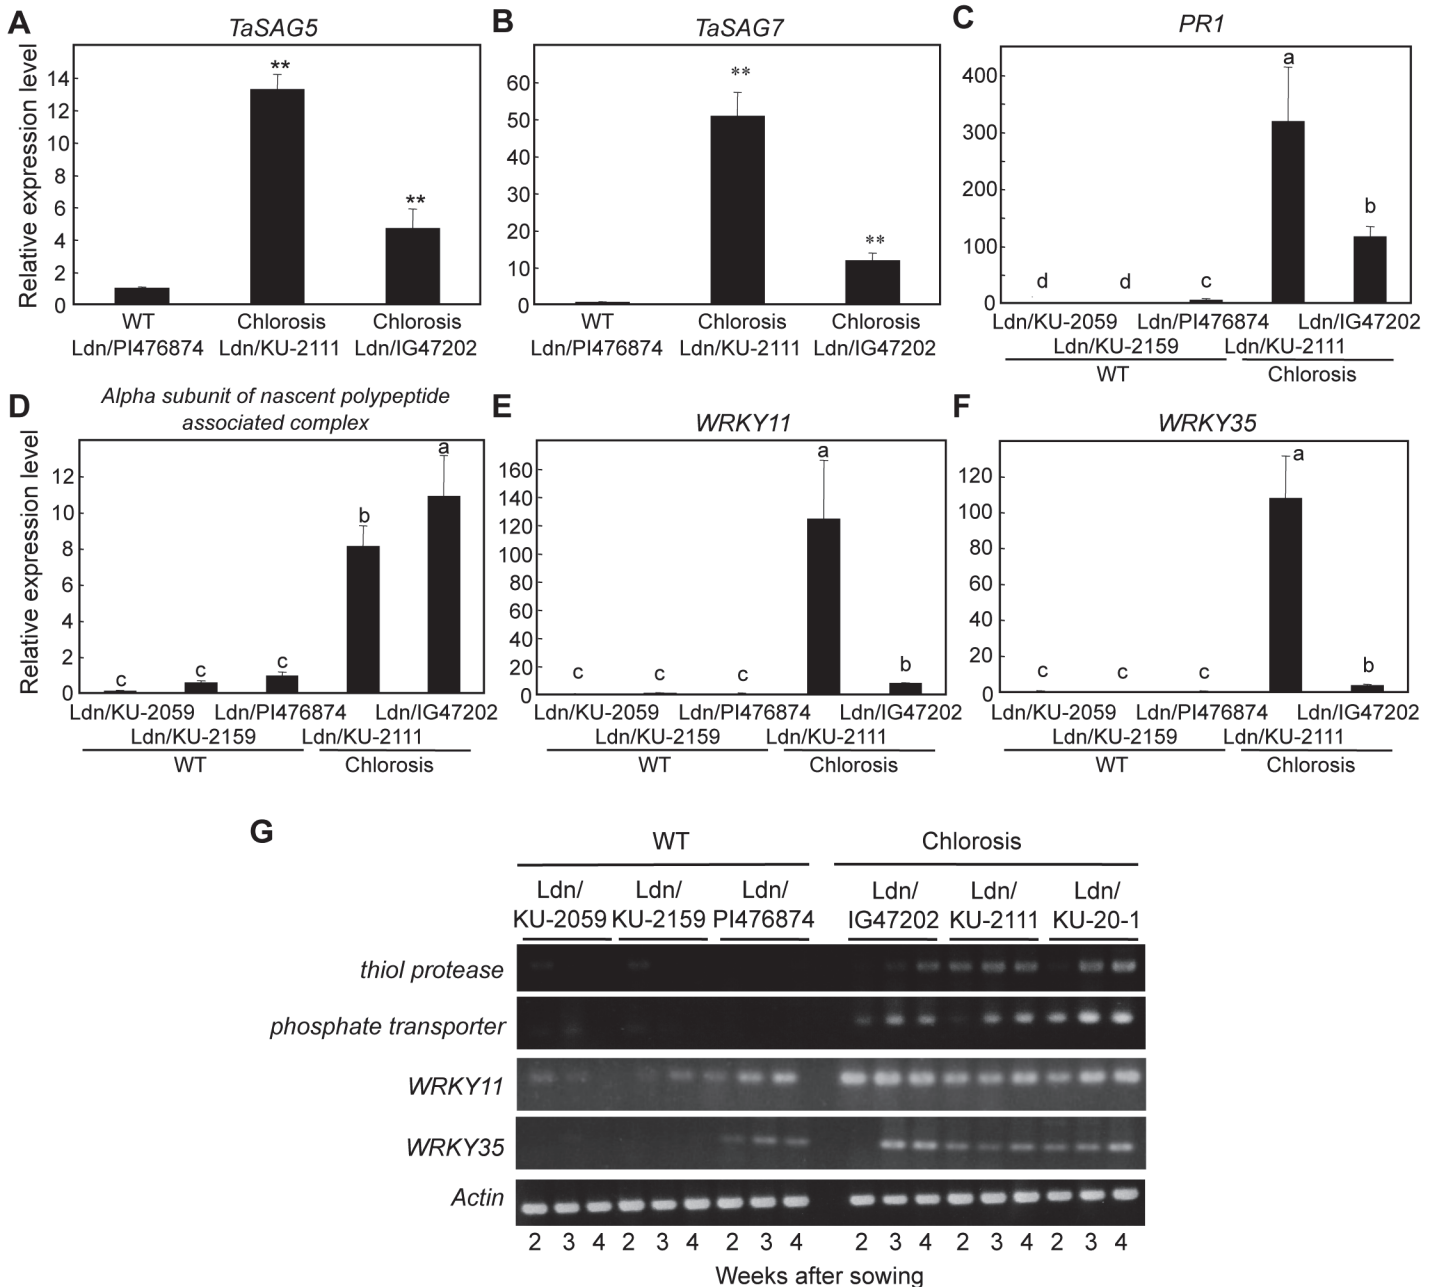 A
TaSAG5
Relative expression level
14
12
10
8
6
4
2
0
**
**
WT
Chlorosis
Chlorosis
Ldn/PI476874
Ldn/KU-2111
Ldn/IG47202
B
TaSAG7
60
50
40
30
20
10
0
**
**
WT
Chlorosis
Chlorosis
Ldn/PI476874
Ldn/KU-2111
Ldn/IG47202
C
PR1
400
300
200
100
0
d
d
c
a
b
Ldn/KU-2059
Ldn/PI476874
Ldn/IG47202
Ldn/KU-2159
Ldn/KU-2111
WT
Chlorosis
D
Alpha subunit of nascent polypeptide
associated complex
Relative expression level
12
10
8
6
4
2
0
c
c
c
b
a
Ldn/KU-2059
Ldn/PI476874
Ldn/IG47202
Ldn/KU-2159
Ldn/KU-2111
WT
Chlorosis
E
WRKY11
160
140
120
100
80
60
40
20
0
c
c
c
a
b
Ldn/KU-2059
Ldn/PI476874
Ldn/IG47202
Ldn/KU-2159
Ldn/KU-2111
WT
Chlorosis
F
WRKY35
120
100
80
60
40
20
0
c
c
c
a
b
Ldn/KU-2059
Ldn/PI476874
Ldn/IG47202
Ldn/KU-2159
Ldn/KU-2111
WT
Chlorosis
G
WT
Chlorosis
Ldn/ Ldn/ Ldn/ Ldn/ Ldn/ Ldn/
KU-2059 KU-2159 PI476874 IG47202 KU-2111 KU-20-1
thiol protease
phosphate transporter
WRKY11
WRKY35
Actin
2 3 4 2 3 4 2 3 4 2 3 4 2 3 4 2 3 4
Weeks after sowing